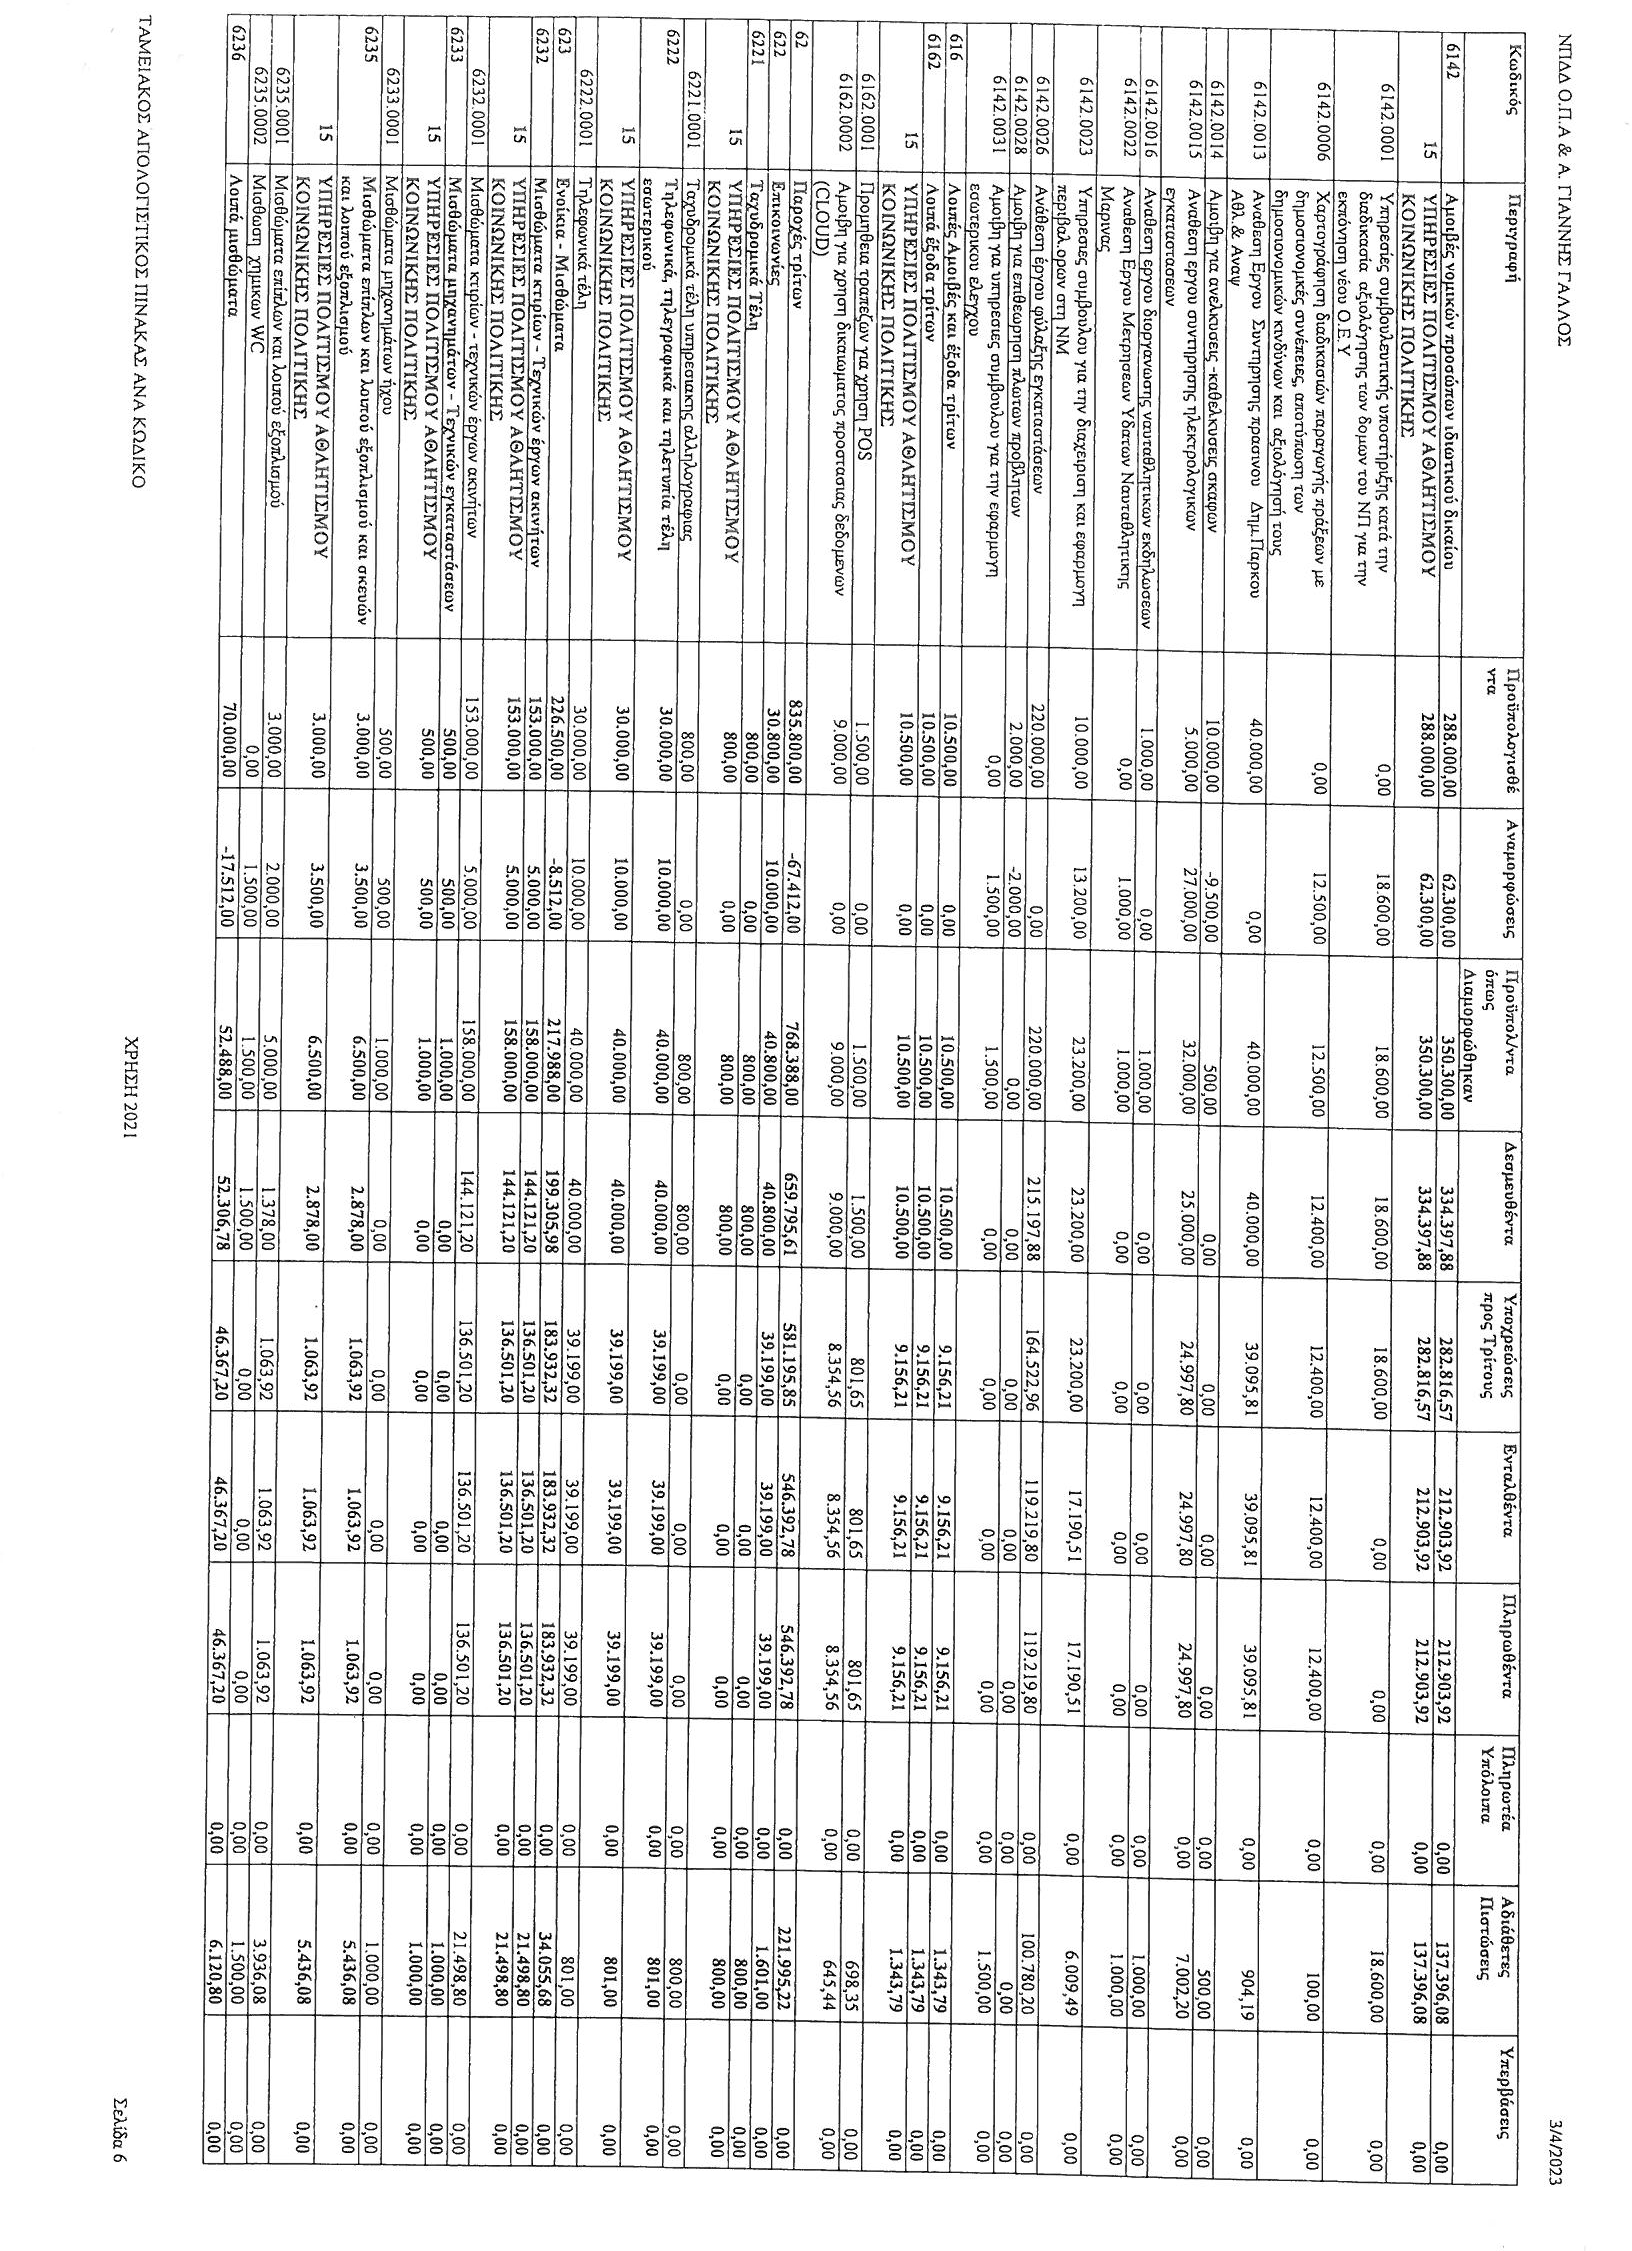 ΝΠΔΔ Ο.Π.Α & Α. ΓΙΑΝΝΗΣ ΓΑΛΛΟΣ 3/4/2023
Κωδικός Περιγραφή Προϋπολογισθέ Αναμορφώσεις Προϋπολ/ντα Δεσμευθέντα Υποχρεώσεις Ενταλθέντα Πληρωθέντα Πληρωτέα Αδιάθετες Υπερβάσεις
ντα όπως προς Τρίτους Υπόλοιπα Πιστώσεις
Διαμορφώθηκαν
6142 Αμοιβές νομικών προσώπων ιδιωτικού δικαίου 288.000,00 62.300,00 350.300,00 334.397,88 282.816,57 212.903,92 212.903,92 0,00 137.396,08 0,00
15 ΥΠΗΡΕΣΙΕΣ ΠΟΛΙΤΙΣΜΟΥ ΑΘΛΗΤΙΣΜΟΥ 288.000,00 62.300,00 350.300,00 334.397,88 282.816,57 212.903,92 212.903,92 0,00 137.396,08 0,00
ΚΟΙΝΩΝΙΚΗΣ ΠΟΛΙΤΙΚΗΣ
6142.0001 Υπηρεσίες συμβουλευτικής υποστήριξης κατά την 0,00 18.600,00 18.600,00 18.600,00 18.600,00 0,00 0,00 0,00 18.600,00 0,00
διαδικασία αξιολόγησης των δομων του ΝΠ για την
εκπόνηση νέου Ο.Ε.Υ
6142.0006 Χαρτογράφηση διαδικασιών παραγωγής πράξεων με 0,00 12.500,00 12.500,00 12.400,00 12.400,00 12.400,00 12.400,00 0,00 100,00 0,00
δημοσιονομικές συνέπειες, αποτύπωση των
δημοσιονομικών κινδύνων και αξιολόγησή τους
6142.0013 Αναθεση Εργου Συντηρησης πρασινου Δημ.Παρκου 40.000,00 0,00 40.000,00 40.000,00 39.095,81 39.095,81 39.095,81 0,00 904,19 0,00
Αθλ & Αναψ
6142.0014 Αμοιβη για ανελκυσεις -καθελκυσεις σκαφων 10.000,00 -9.500,00 500,00 0,00 0,00 0,00 0,00 0,00 500,00 0,00
6142.0015 Αναθεση εργου συντηρησης ηλεκτρολογικων 5.000,00 27.000,00 32.000,00 25.000,00 24.997,80 24.997,80 24.997,80 0,00 7.002,20 0,00
εγκαταστασεων
6142.0016 Αναθεση εργου διοργανωσης ναυταθλητικων εκδηλωσεων 1.000,00 0,00 1.000,00 0,00 0,00 0,00 0,00 0,00 1.000,00 0,00
6142.0022 Αναθεση Εργου Μετρησεων Υδατων Ναυταθλητικης 0,00 1.000,00 1.000,00 0,00 0,00 0,00 0,00 0,00 1.000,00 0,00
Μαρινας
6142.0023 Υπηρεσες συμβουλου για την διαχειριση και εφαρμογη 10.000,00 13.200,00 23.200,00 23.200,00 23.200,00 17.190,51 17.190,51 0,00 6.009,49 0,00
περιβαλ ορων στη ΝΜ
6142.0026 Ανάθεση έργου φύλαξης εγκαταστάσεων 220.000,00 0,00 220.000,00 215.197,88 164.522,96 119.219,80 119.219,80 0,00 100.780,20 0,00
6142.0028 Αμοιβη για επιθεωρηση πλωτων προβλητων 2.000,00 -2.000,00 0,00 0,00 0,00 0,00 0,00 0,00 0,00 0,00
6142.0031 Αμοιβη για υπηρεσιες συμβουλου για την εφαρμογη 0,00 1.500,00 1.500,00 0,00 0,00 0,00 0,00 0,00 1.500,00 0,00
εσωτερικου ελεγχου
616 Λοιπές Αμοιβές και έξοδα τρίτων 10.500,00 0,00 10.500,00 10.500,00 9.156,21 9.156,21 9.156,21 0,00 1.343,79 0,00
6162 Λοιπά έξοδα τρίτων 10.500,00 0,00 10.500,00 10.500,00 9.156,21 9.156,21 9.156,21 0,00 1.343,79 0,00
15 ΥΠΗΡΕΣΙΕΣ ΠΟΛΙΤΙΣΜΟΥ ΑΘΛΗΤΙΣΜΟΥ 10.500,00 0,00 10.500,00 10.500,00 9.156,21 9.156,21 9.156,21 0,00 1.343,79 0,00
ΚΟΙΝΩΝΙΚΗΣ ΠΟΛΙΤΙΚΗΣ
6162.0001 Προμηθεια τραπεζων για χρηση POS 1.500,00 0,00 1.500,00 1.500,00 801,65 801,65 801,65 0,00 698,35 0,00
6162.0002 Αμοιβη για χρηση δικαιωματος προστασιας δεδομενων 9.000,00 0,00 9.000,00 9.000,00 8.354,56 8.354,56 8.354,56 0,00 645,44 0,00
(CLOUD)
62 Παροχές τρίτων 835.800,00 -67.412,00 768.388,00 659.795,61 581.195,85 546.392,78 546.392,78 0,00 221.995,22 0,00
622 Επικοινωνίες 30.800,00 10.000,00 40.800,00 40.800,00 39.199,00 39.199,00 39.199,00 0,00 1.601,00 0,00
6221 Ταχυδρομικά Τέλη 800,00 0,00 800,00 800,00 0,00 0,00 0,00 0,00 800,00 0,00
15 ΥΠΗΡΕΣΙΕΣ ΠΟΛΙΤΙΣΜΟΥ ΑΘΛΗΤΙΣΜΟΥ 800,00 0,00 800,00 800,00 0,00 0,00 0,00 0,00 800,00 0,00
ΚΟΙΝΩΝΙΚΗΣ ΠΟΛΙΤΙΚΗΣ
6221.0001 Ταχυδρομικά τέλη υπηρεσιακης αλληλογραφιας 800,00 0,00 800,00 800,00 0,00 0,00 0,00 0,00 800,00 0,00
6222 Τηλεφωνικά, τηλεγραφικά και τηλετυπία τέλη 30.000,00 10.000,00 40.000,00 40.000,00 39.199,00 39.199,00 39.199,00 0,00 801,00 0,00
εσωτερικού
15 ΥΠΗΡΕΣΙΕΣ ΠΟΛΙΤΙΣΜΟΥ ΑΘΛΗΤΙΣΜΟΥ 30.000,00 10.000,00 40.000,00 40.000,00 39.199,00 39.199,00 39.199,00 0,00 801,00 0,00
ΚΟΙΝΩΝΙΚΗΣ ΠΟΛΙΤΙΚΗΣ
6222.0001 Τηλεφωνικά τέλη 30.000,00 10.000,00 40.000,00 40.000,00 39.199,00 39.199,00 39.199,00 0,00 801,00 0,00
623 Ενοίκια - Μισθώματα 226.500,00 -8.512,00 217.988,00 199.305,98 183.932,32 183.932,32 183.932,32 0,00 34.055,68 0,00
6232 Μισθώματα κτιρίων - Τεχνικών έργων ακινήτων 153.000,00 5.000,00 158.000,00 144.121,20 136.501,20 136.501,20 136.501,20 0,00 21.498,80 0,00
15 ΥΠΗΡΕΣΙΕΣ ΠΟΛΙΤΙΣΜΟΥ ΑΘΛΗΤΙΣΜΟΥ 153.000,00 5.000,00 158.000,00 144.121,20 136.501,20 136.501,20 136.501,20 0,00 21.498,80 0,00
ΚΟΙΝΩΝΙΚΗΣ ΠΟΛΙΤΙΚΗΣ
6232.0001 Μισθώματα κτιρίων - τεχνικών έργων ακινήτων 153.000,00 5.000,00 158.000,00 144.121,20 136.501,20 136.501,20 136.501,20 0,00 21.498,80 0,00
6233 Μισθώματα μηχανημάτων - Τεχνικών εγκαταστάσεων 500,00 500,00 1.000,00 0,00 0,00 0,00 0,00 0,00 1.000,00 0,00
15 ΥΠΗΡΕΣΙΕΣ ΠΟΛΙΤΙΣΜΟΥ ΑΘΛΗΤΙΣΜΟΥ 500,00 500,00 1.000,00 0,00 0,00 0,00 0,00 0,00 1.000,00 0,00
ΚΟΙΝΩΝΙΚΗΣ ΠΟΛΙΤΙΚΗΣ
6233.0001 Μισθώματα μηχανημάτων ήχου 500,00 500,00 1.000,00 0,00 0,00 0,00 0,00 0,00 1.000,00 0,00
6235 Μισθώματα επίπλων και λοιπού εξοπλισμού και σκευών 3.000,00 3.500,00 6.500,00 2.878,00 1.063,92 1.063,92 1.063,92 0,00 5.436,08 0,00
και λοιπού εξοπλισμού
15 ΥΠΗΡΕΣΙΕΣ ΠΟΛΙΤΙΣΜΟΥ ΑΘΛΗΤΙΣΜΟΥ 3.000,00 3.500,00 6.500,00 2.878,00 1.063,92 1.063,92 1.063,92 0,00 5.436,08 0,00
ΚΟΙΝΩΝΙΚΗΣ ΠΟΛΙΤΙΚΗΣ
6235.0001 Μισθώματα επίπλων και λοιπού εξοπλισμού 3.000,00 2.000,00 5.000,00 1.378,00 1.063,92 1.063,92 1.063,92 0,00 3.936,08 0,00
6235.0002 Μισθωση χημικων WC 0,00 1.500,00 1.500,00 1.500,00 0,00 0,00 0,00 0,00 1.500,00 0,00
6236 Λοιπά μισθώματα 70.000,00 -17.512,00 52.488,00 52.306,78 46.367,20 46.367,20 46.367,20 0,00 6.120,80 0,00
ΤΑΜΕΙΑΚΟΣ ΑΠΟΛΟΓΙΣΤΙΚΟΣ ΠΙΝΑΚΑΣ ΑΝΑ ΚΩΔΙΚΟ ΧΡΗΣΗ 2021 Σελίδα 6